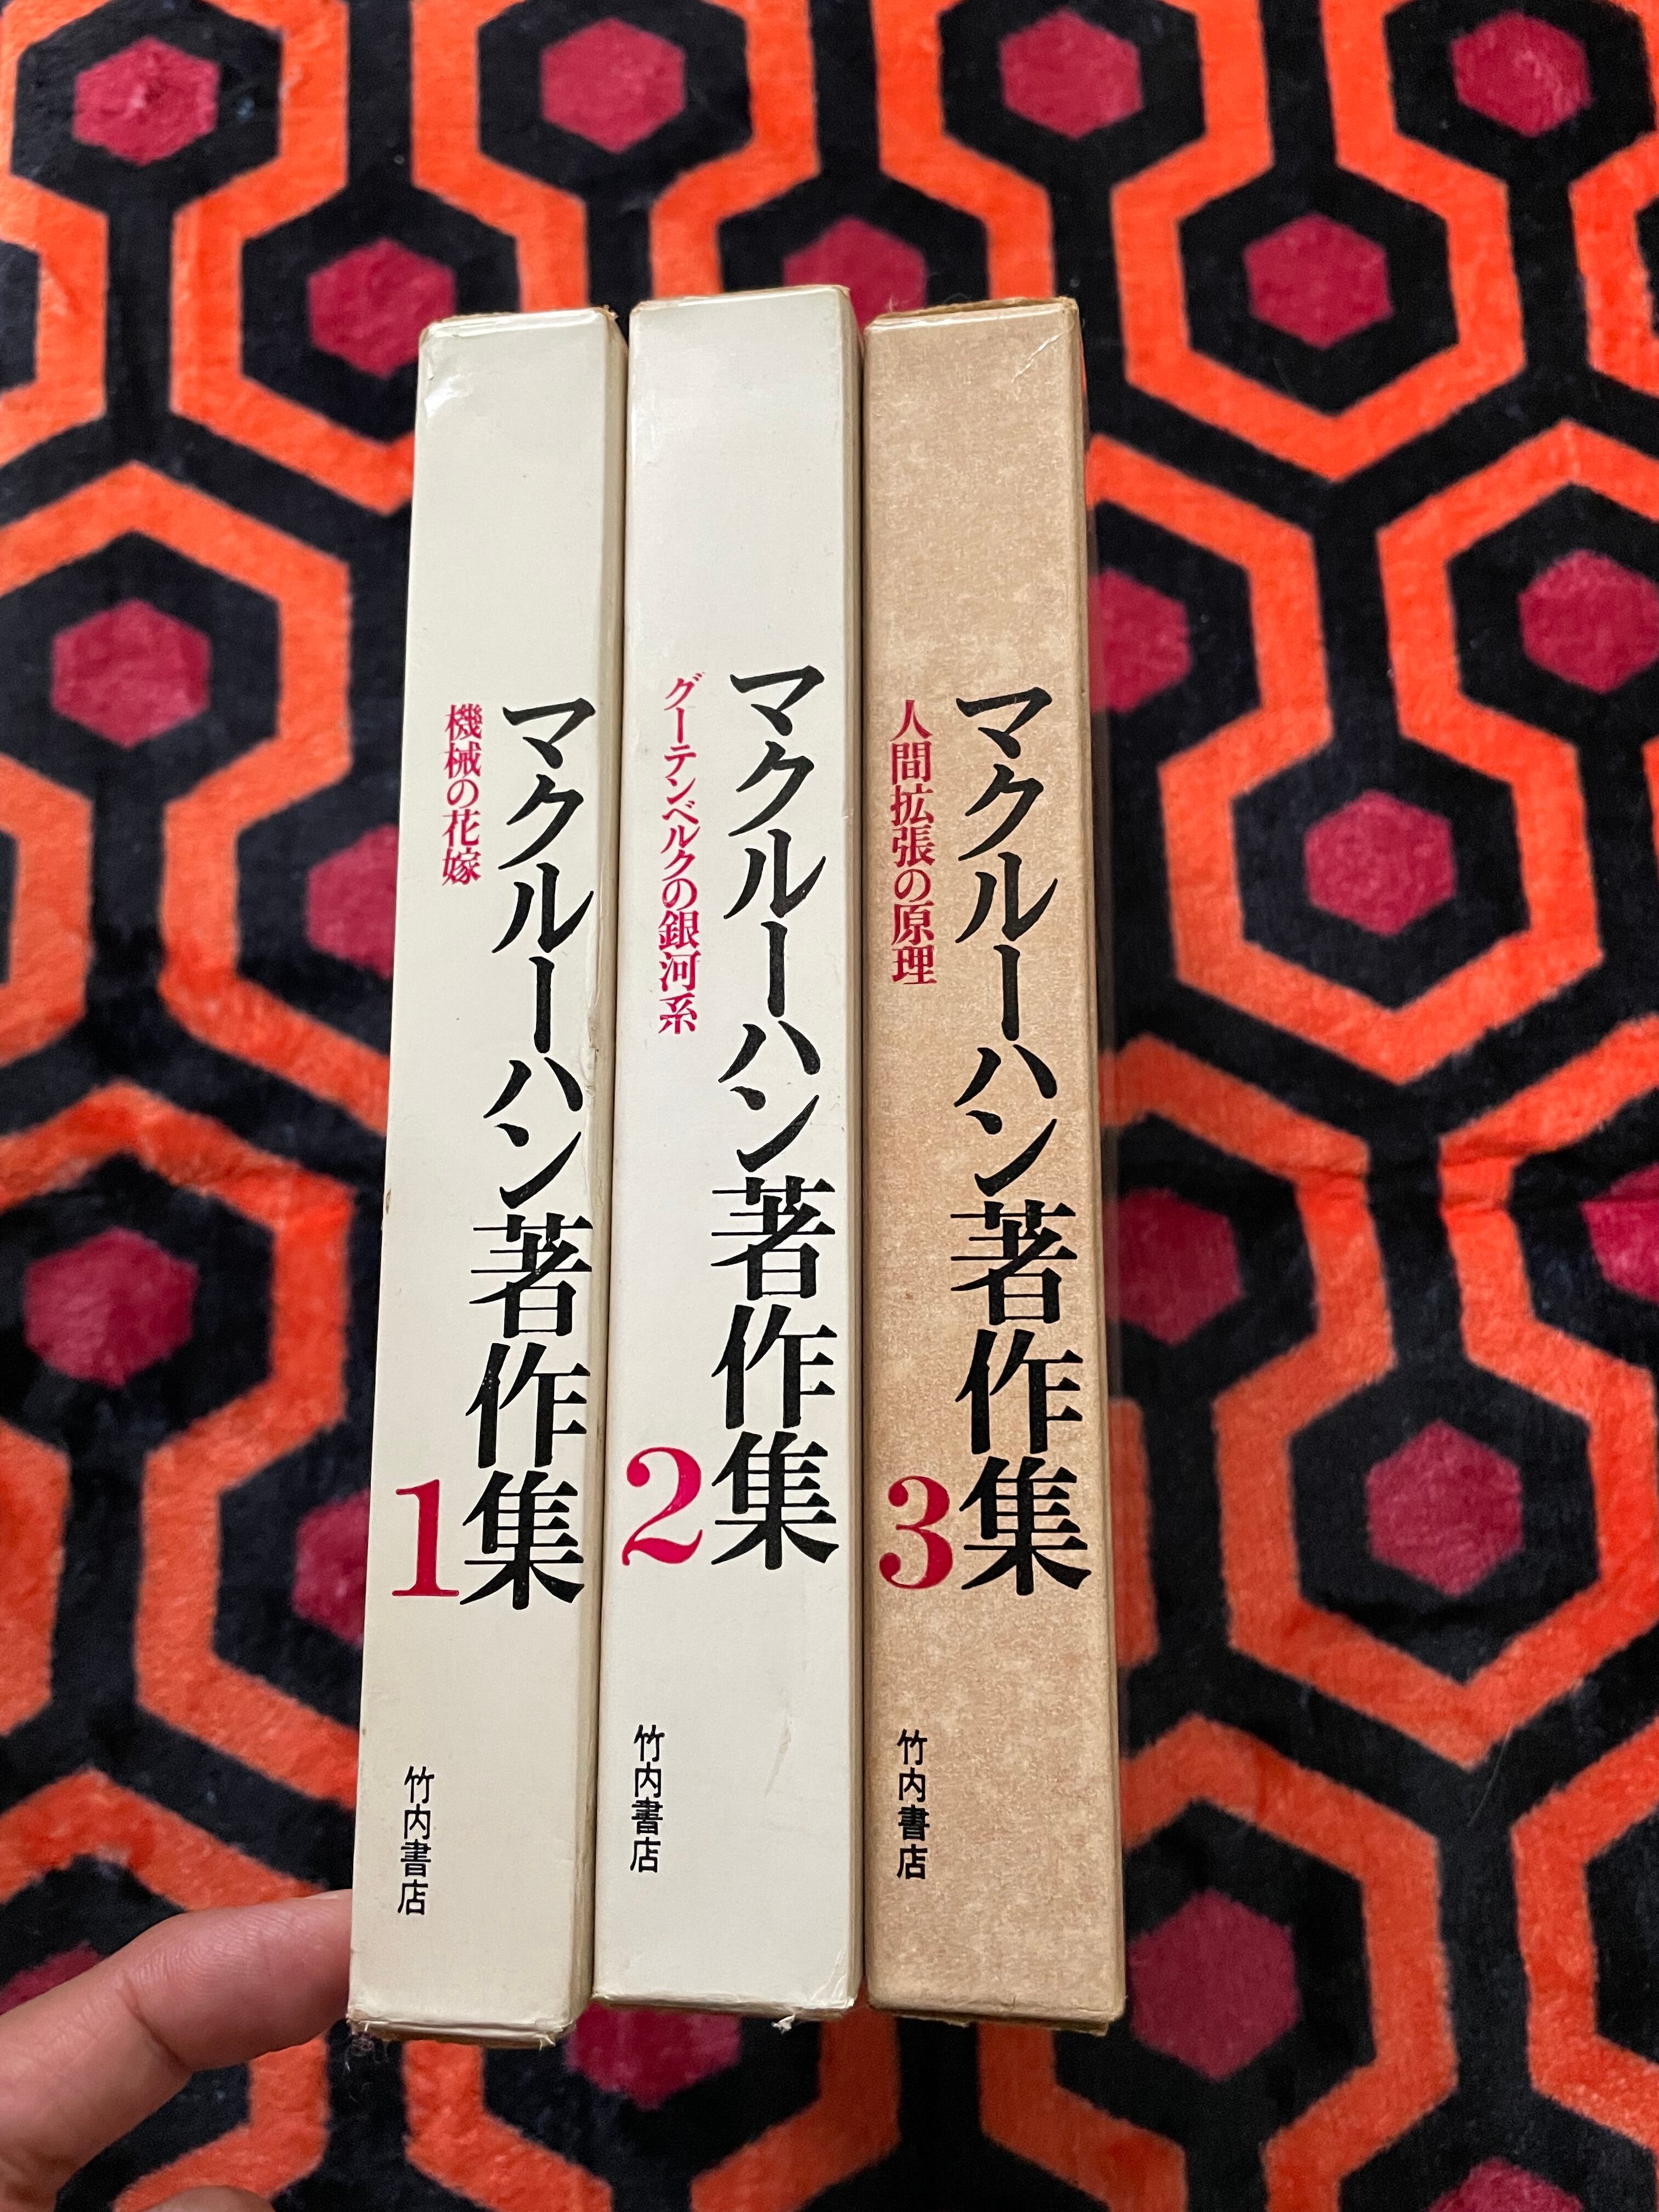 マクルーハン著作集
機械の花嫁
1
竹内書店
マクルーハン著作集
グーテンベルクの銀河系
2
竹内書店
マクルーハン著作集
人間拡張の原理
3
竹内書店